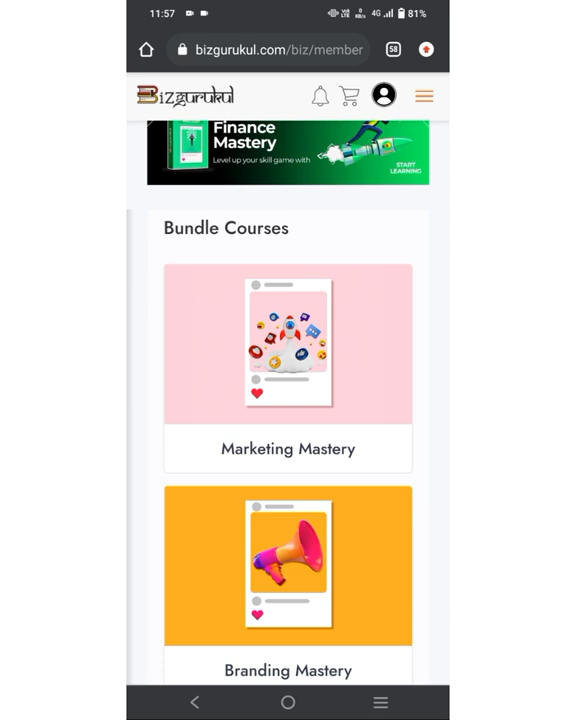 11:57
4G
81%
bizgurukul.com/biz/member
58
Bizgurukul
Finance
Mastery
Level up your skill game with
START
LEARNING
Bundle Courses
Marketing Mastery
Branding Mastery